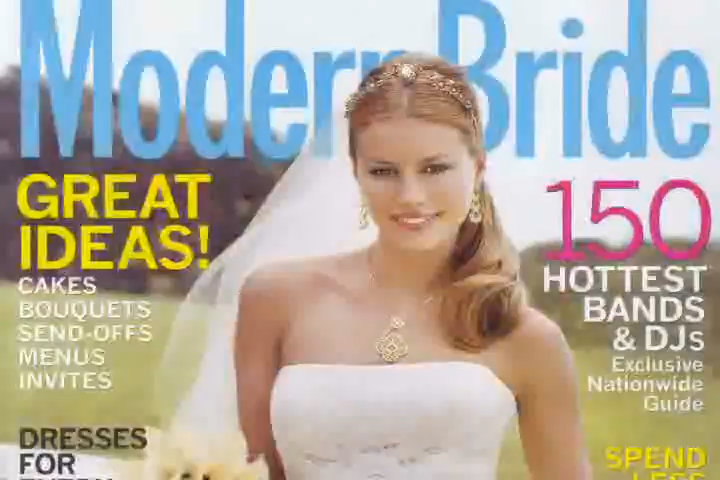 Modern Bride
GREAT
IDEAS!
CAKES
BOUQUETS
SEND-OFFS
MENUS
INVITES
DRESSES
FOR
150
HOTTEST
BANDS
& DJs
Exclusive
Nationwide
Guide
SPEND
LESS